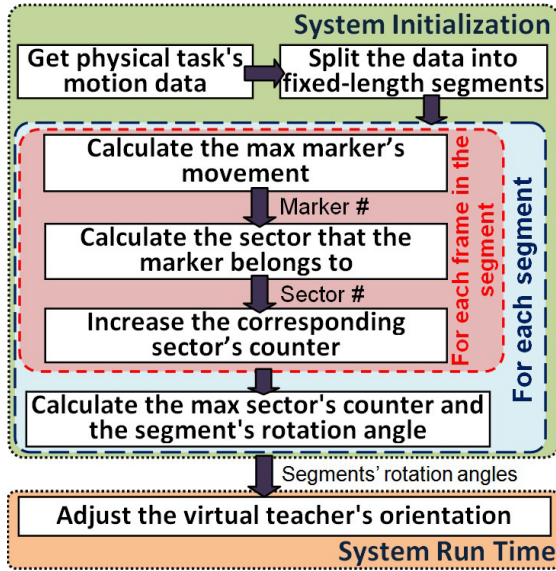 System Initialization
Get physical task's
motion data
Split the data into
fixed-length segments
Calculate the max marker's
movement
Marker #
Calculate the sector that the
marker belongs to
Sector #
Increase the corresponding
sector's counter
For each frame in the
segment
For each segment
Calculate the max sector's counter and
the segment's rotation angle
Segments' rotation angles
Adjust the virtual teacher's orientation
System Run Time